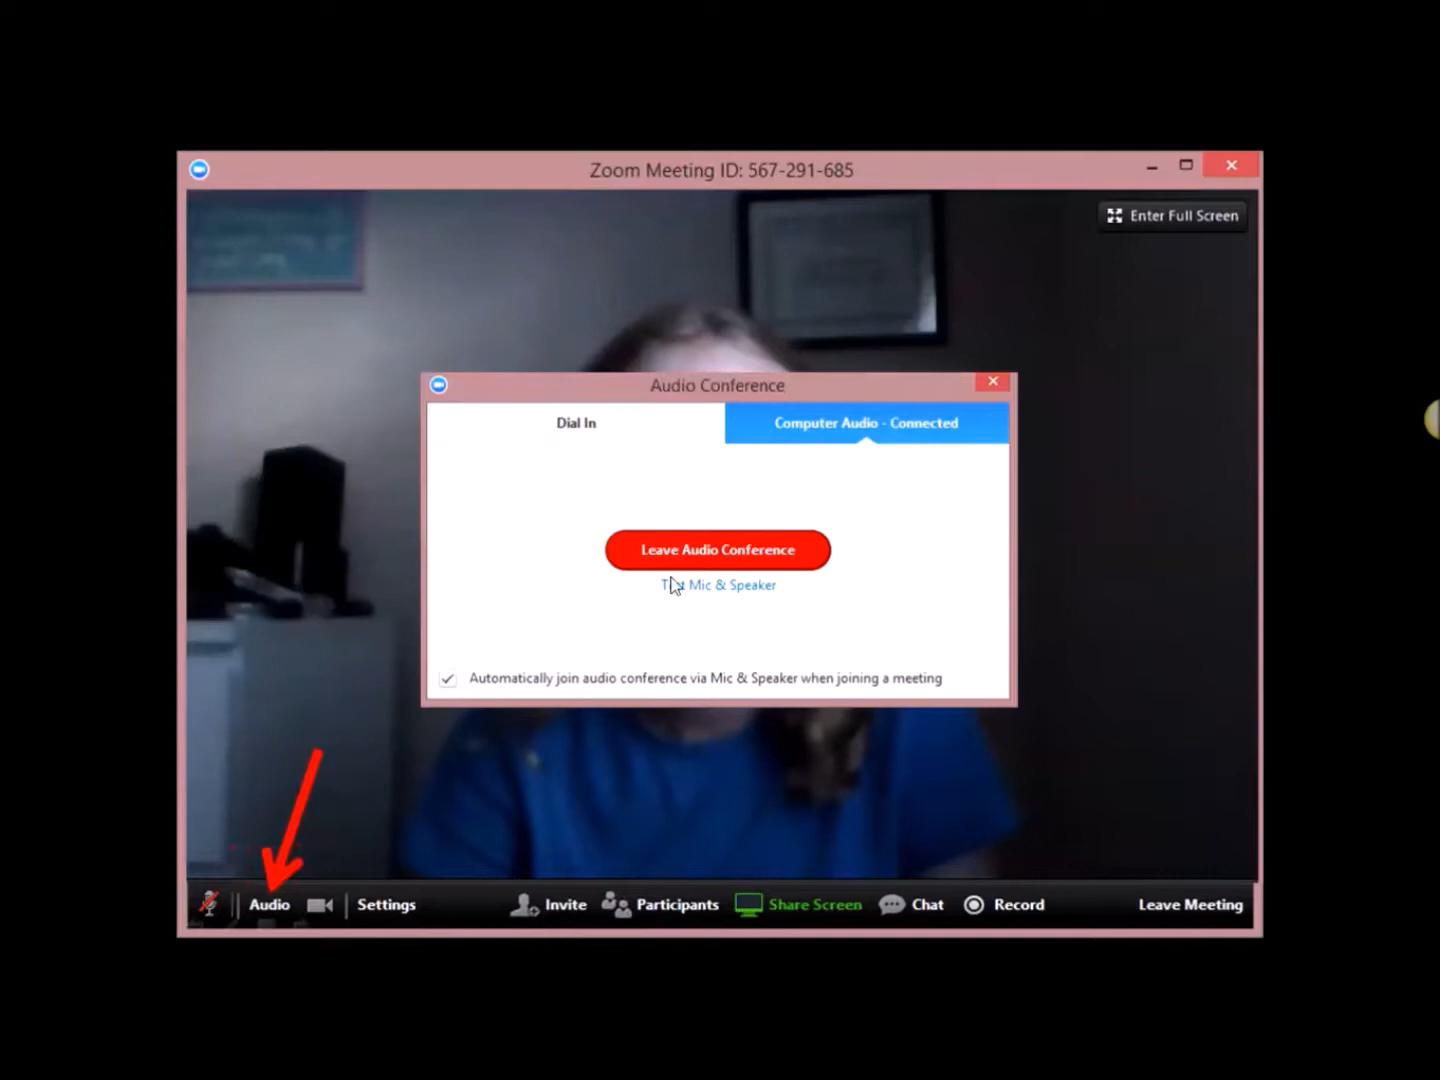 Zoom Meeting ID: 567-291-685
Enter Full Screen
Audio Conference
Dial In
Computer Audio - Connected
Leave Audio Conference
Mic & Speaker
Automatically join audio conference via Mic & Speaker when joining a meeting
Audio Settings Invite Participants Share Screen Chat Record Leave Meeting